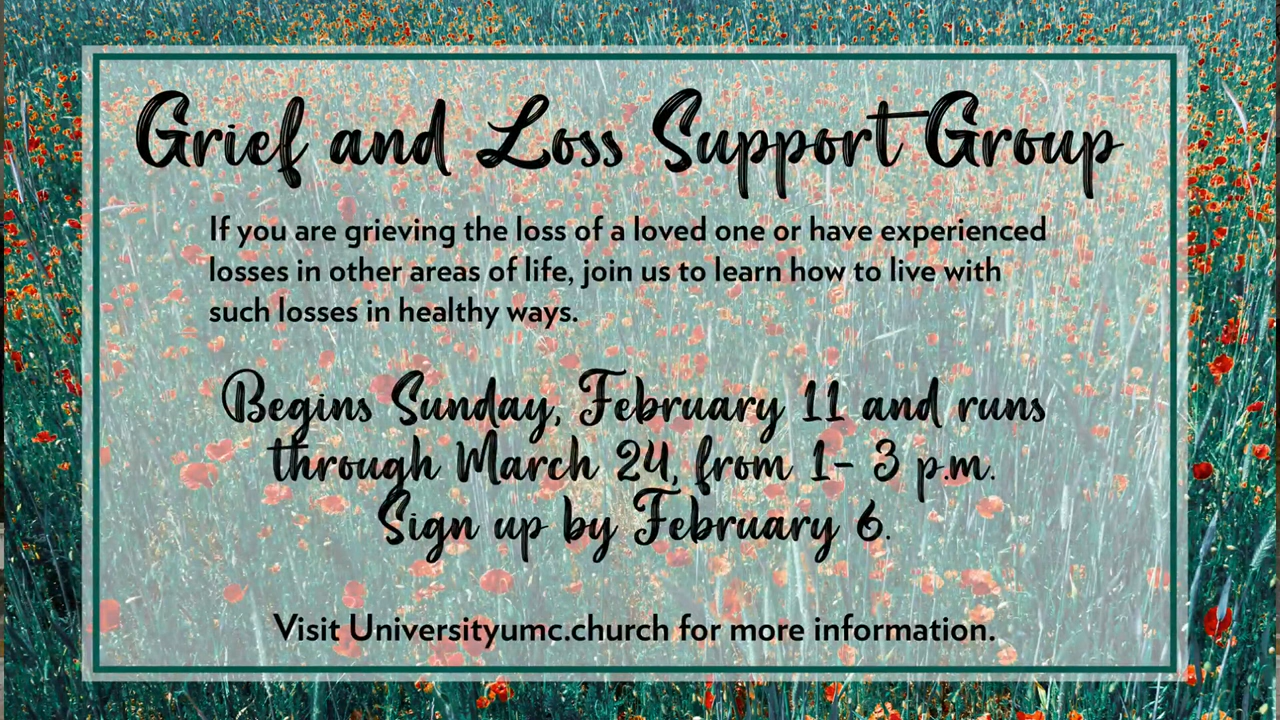 Grief and Loss Support Group
If you are grieving the loss of a loved one or have experienced
losses in other areas of life, join us to learn how to live with
such losses in healthy ways.
Begins Sunday, February 11 and runs
through March 24, from 1- 3 p.m.
Sign up by February 6.
Visit Universityumc.church for more information.